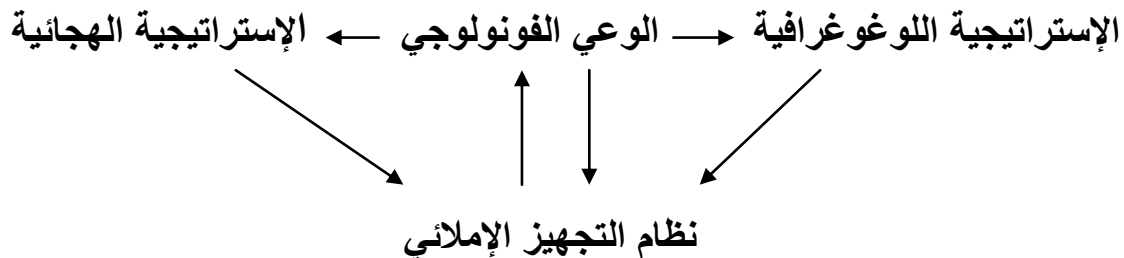 الإستراتيجية اللوغوغرافية الوعي الفونولوجي الإستراتيجية الهجائية
نظام التجهيز الإملائي